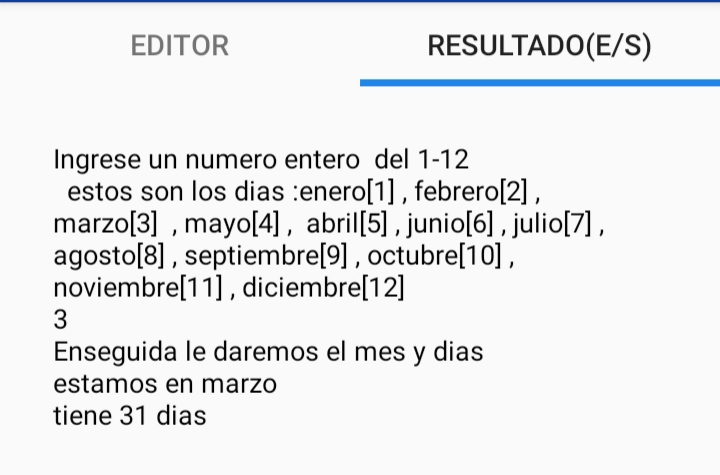 EDITOR RESULTADO(E/S)
Ingrese un numero entero  del 1-12
estos son los dias :enero[1] , febrero[2] ,
marzo[3]  , mayo[4] ,  abril[5] , junio[6] , julio[7] ,
agosto[8] , septiembre[9] , octubre[10] ,
noviembre[11] , diciembre[12]
3
Enseguida le daremos el mes y dias
estamos en marzo
tiene 31 dias